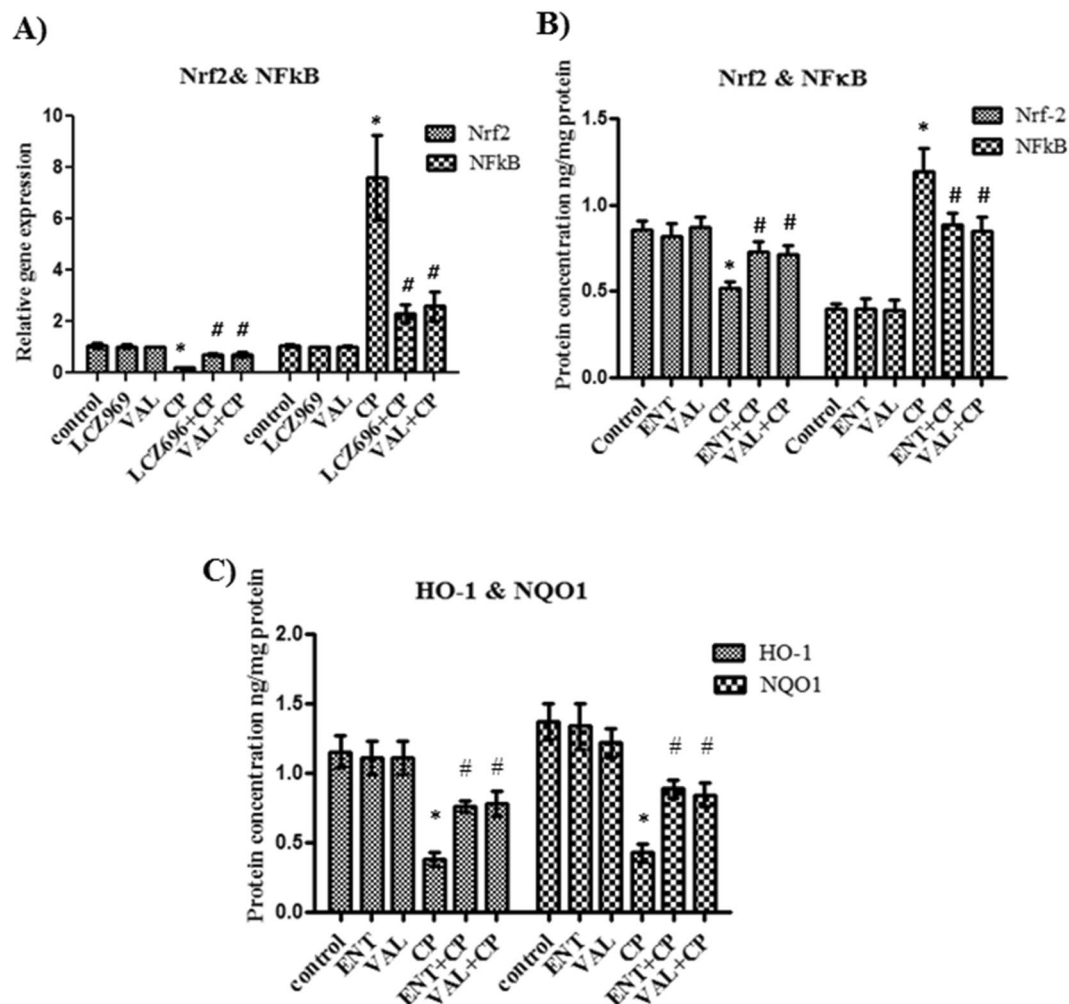 A)
Nrf2& NFkB
Relative gene expression
10
8
6
4
2
0
*
#
#
*
#
#
Nrf2
NFkB
control
LCZ969
VAL
CP
LCZ696+CP
VAL+CP
control
LCZ969
VAL
CP
LCZ696+CP
VAL+CP
B)
Nrf2 & NFκB
Protein concentration ng/mg protein
1.5
1.0
0.5
0.0
*
#
#
*
#
#
Nrf-2
NFkB
Control
ENT
VAL
CP
ENT+CP
VAL+CP
Control
ENT
VAL
CP
ENT+CP
VAL+CP
C)
HO-1 & NQO1
Protein concentration ng/mg protein
2.0
1.5
1.0
0.5
0.0
*
#
#
*
#
#
HO-1
NQO1
control
ENT
VAL
CP
ENT+CP
VAL+CP
control
ENT
VAL
CP
ENT+CP
VAL+CP